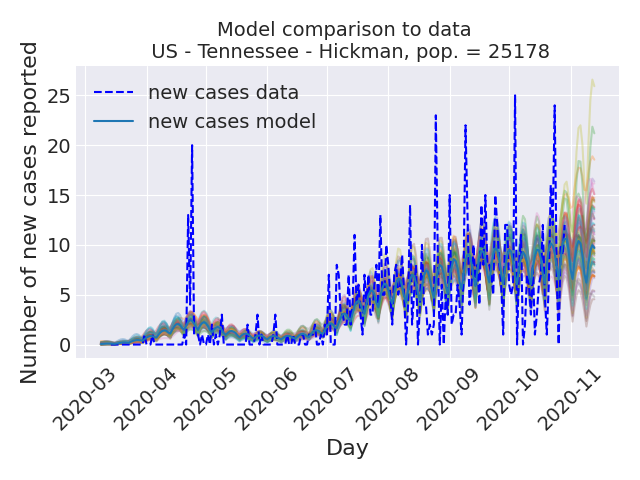 Model comparison to data
US - Tennessee - Hickman, pop. = 25178
Number of new cases reported
25
20
15
10
5
0
new cases data
new cases model
2020-03
2020-04
2020-05
2020-06
2020-07
2020-08
2020-09
2020-10
2020-11
Day